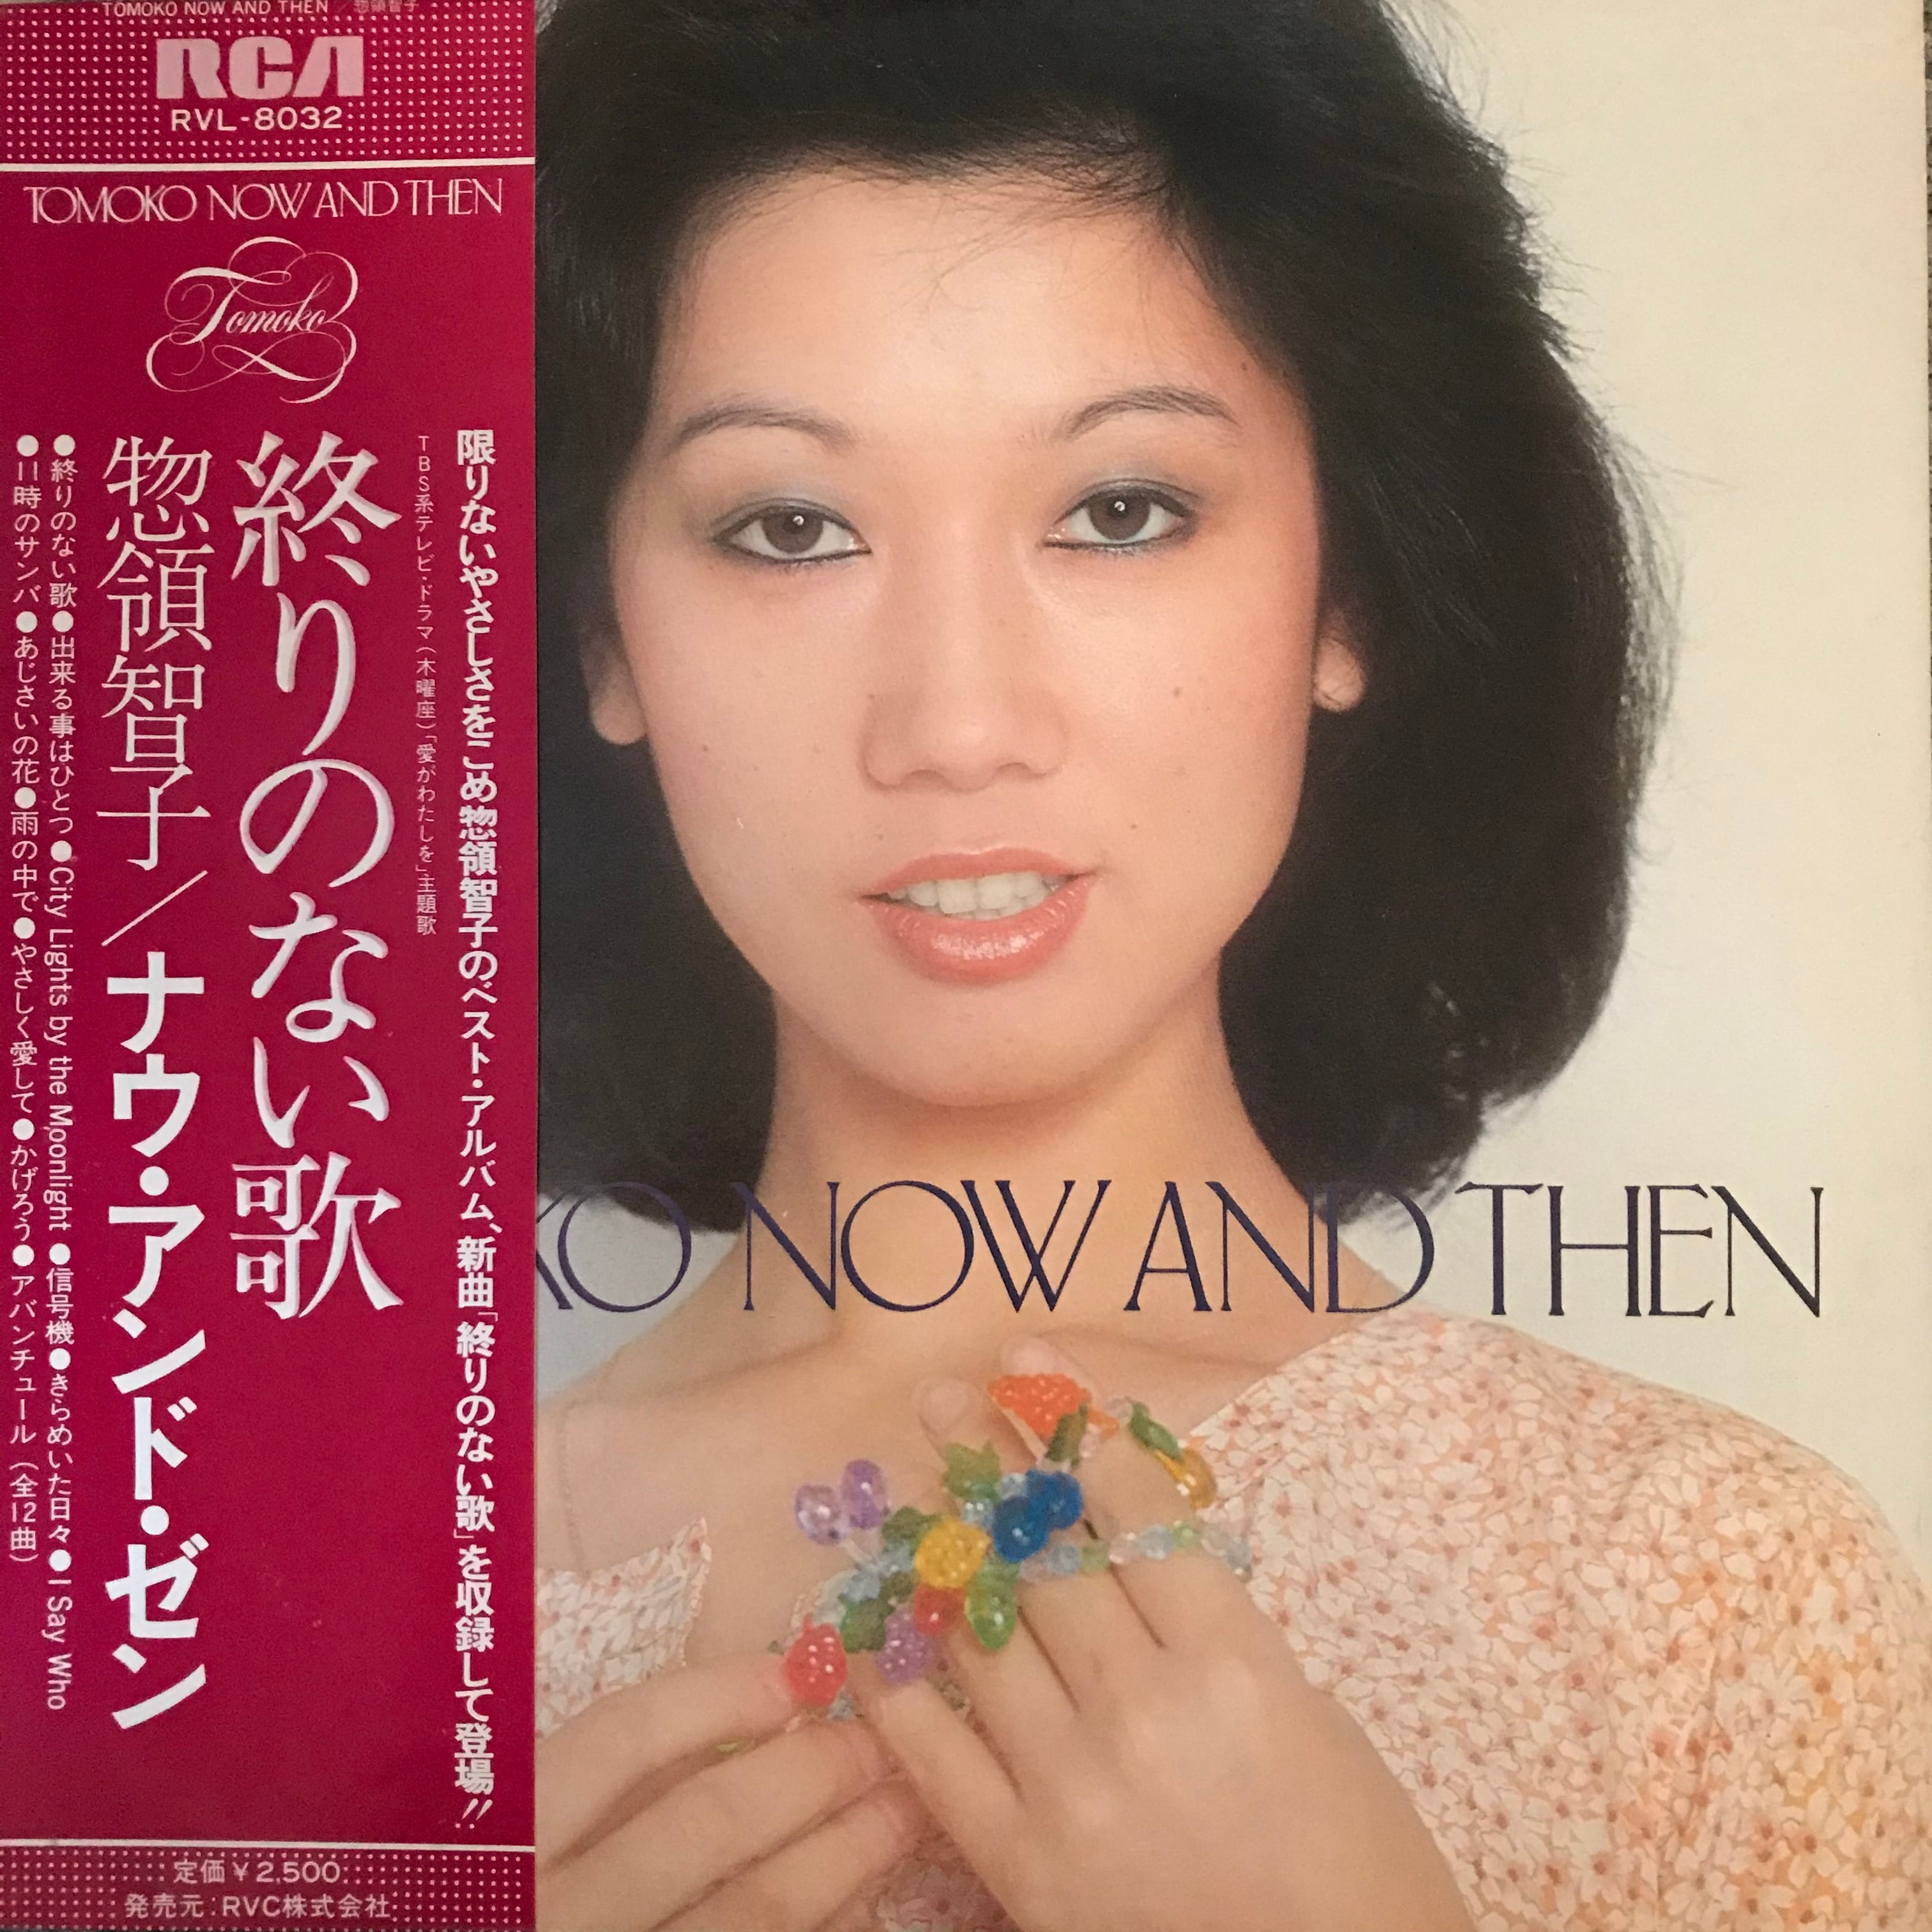 TOMOKO NOW AND THEN / 惣領智子
RCA
RVL-8032
TOMOKO NOW AND THEN
Tomoko
限りないやさしさをこめ惣領智子のベスト・アルバム、新曲「終りのない歌」を収録して登場!!
TBS系テレビ・ドラマ(木曜座)「愛がわたしを」主題歌
終りのない歌
惣領智子/ナウ・アンド・ゼン
●終りのない歌●出来る事はひとつ●City Lights by the Moonlight●信号機●きらめいた日々●I Say Who
●11時のサンバ●あじさいの花●雨の中で●やさしく愛して●かげろう●アバンチュール(全12曲)
定価¥2,500
発売元:RVC株式会社
KO NOW AND THEN